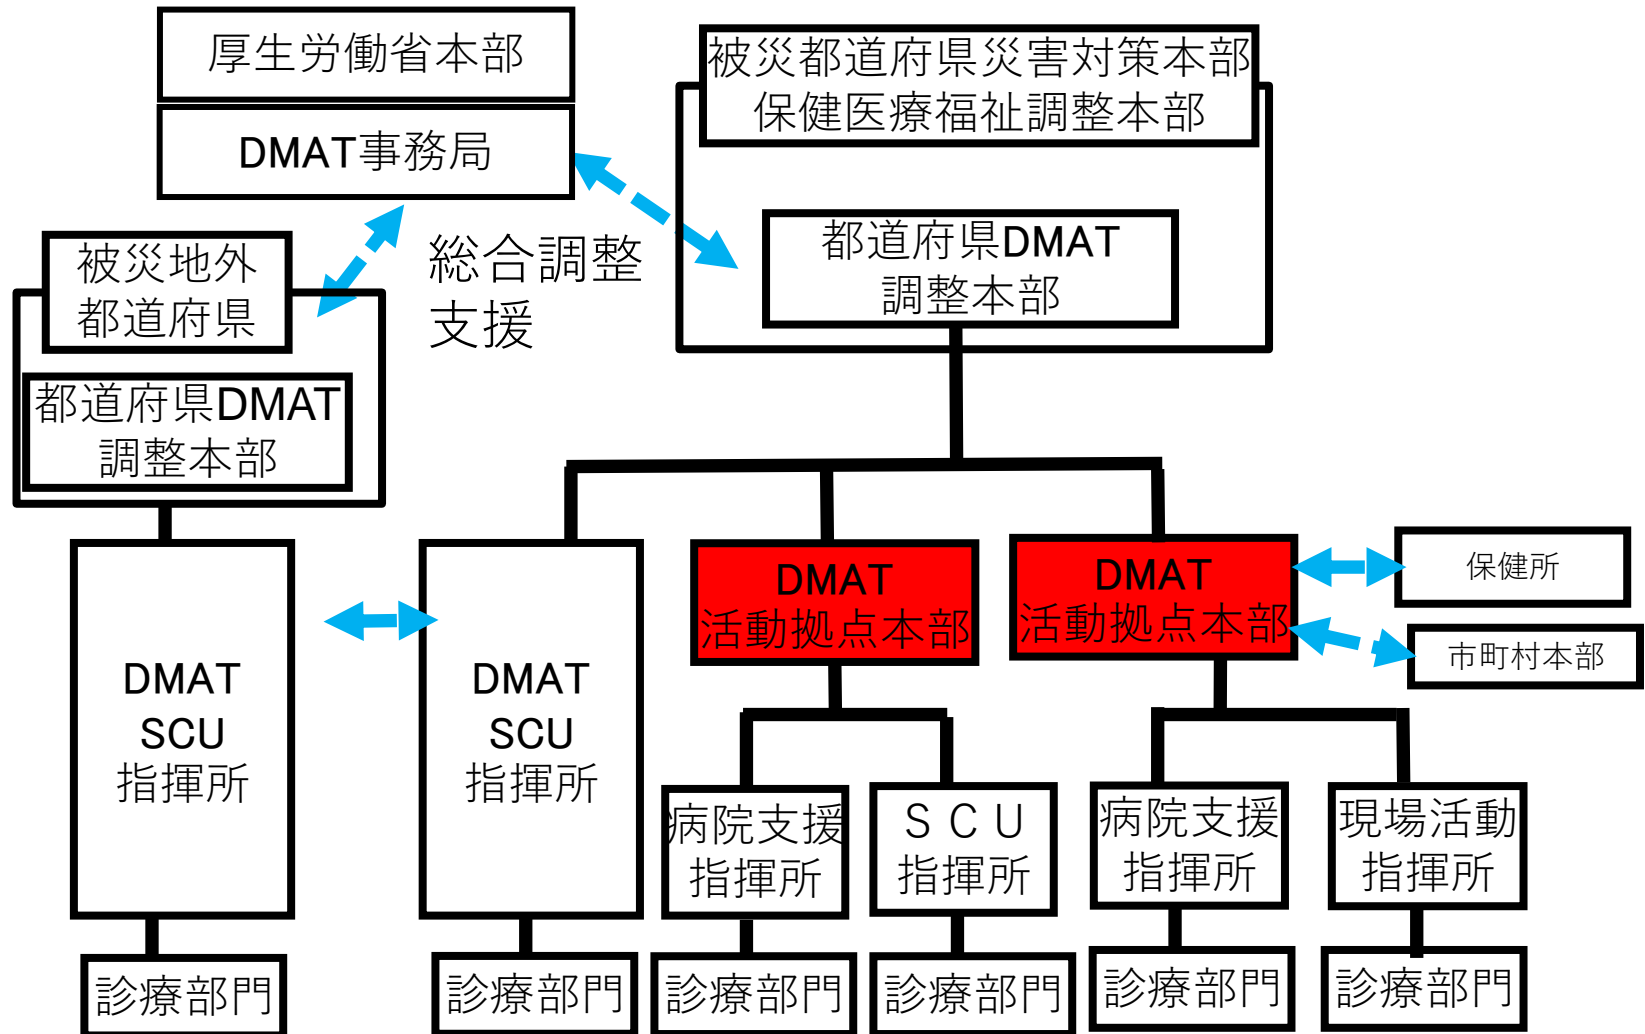 厚生労働省本部
DMAT事務局
被災都道府県災害対策本部
保健医療福祉調整本部
都道府県DMAT
調整本部
総合調整
支援
被災地外
都道府県
都道府県DMAT
調整本部
DMAT
SCU
指揮所
DMAT
SCU
指揮所
DMAT
活動拠点本部
DMAT
活動拠点本部
保健所
市町村本部
病院支援
指揮所
ＳＣＵ
指揮所
病院支援
指揮所
現場活動
指揮所
診療部門
診療部門
診療部門
診療部門
診療部門
診療部門